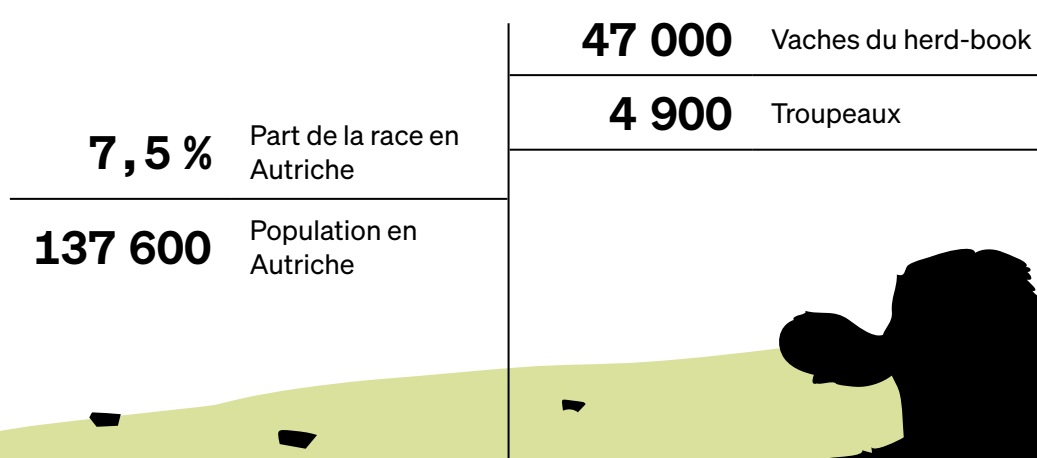 7,5 % Part de la race en
Autriche
137 600 Population en
Autriche
47 000 Vaches du herd-book
4 900 Troupeaux